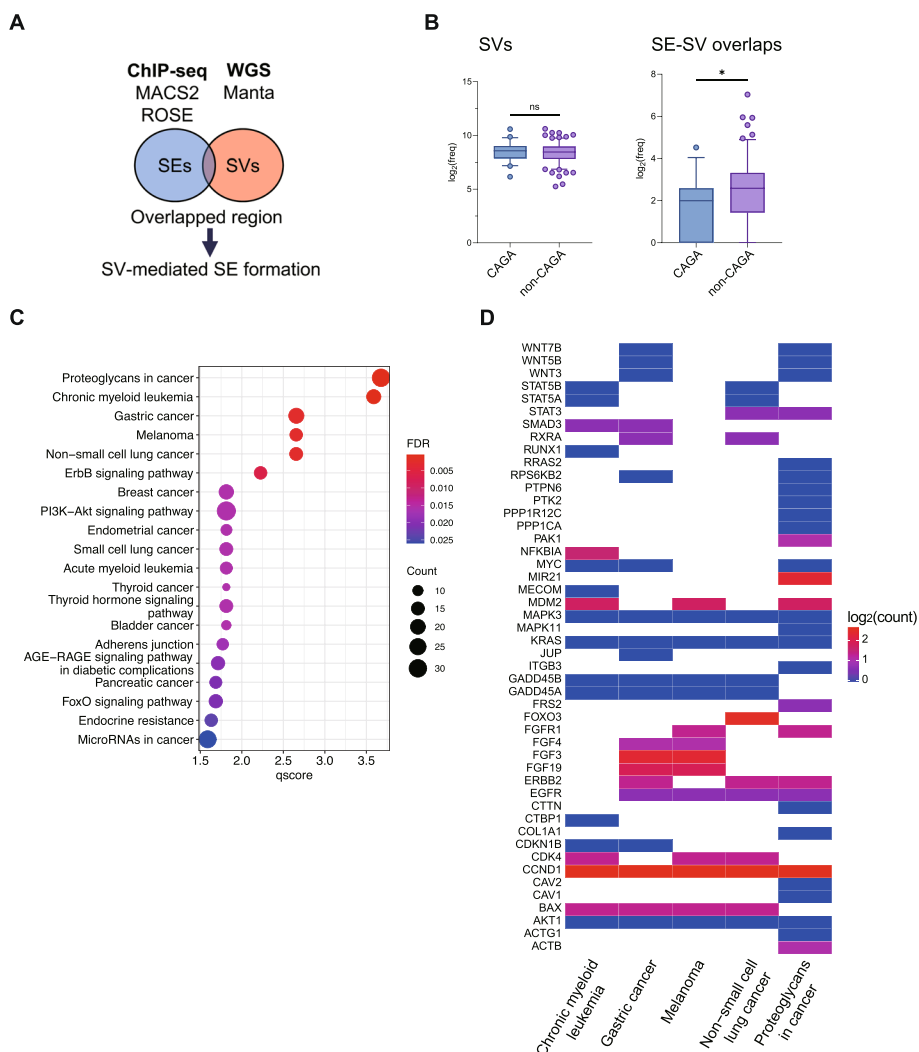 A
ChIP-seq WGS
MACS2 Manta
ROSE
SEs SVs
Overlapped region
SV-mediated SE formation
B
SVs
15
10
5
0
log2(freq)
ns
CAGA
non-CAGA
SE-SV overlaps
8
6
4
2
0
log2(freq)
*
CAGA
non-CAGA
C
Proteoglycans in cancer
Chronic myeloid leukemia
Gastric cancer
Melanoma
Non−small cell lung cancer
ErbB signaling pathway
Breast cancer
PI3K−Akt signaling pathway
Endometrial cancer
Small cell lung cancer
Acute myeloid leukemia
Thyroid cancer
Thyroid hormone signaling
pathway
Bladder cancer
Adherens junction
AGE−RAGE signaling pathway
in diabetic complications
Pancreatic cancer
FoxO signaling pathway
Endocrine resistance
MicroRNAs in cancer
1.5 2.0 2.5 3.0 3.5
qscore
FDR
0.005
0.010
0.015
0.020
0.025
Count
10
15
20
25
30
D
WNT7B
WNT5B
WNT3
STAT5B
STAT5A
STAT3
SMAD3
RXRA
RUNX1
RRAS2
RPS6KB2
PTPN6
PTK2
PPP1R12C
PPP1CA
PAK1
NFKBIA
MYC
MIR21
MECOM
MDM2
MAPK3
MAPK11
KRAS
JUP
ITGB3
GADD45B
GADD45A
FRS2
FOXO3
FGFR1
FGF4
FGF3
FGF19
ERBB2
EGFR
CTTN
CTBP1
COL1A1
CDKN1B
CDK4
CCND1
CAV2
CAV1
BAX
AKT1
ACTG1
ACTB
Chronic myeloid
leukemia
Gastric cancer
Melanoma
Non−small cell
lung cancer
Proteoglycans
in cancer
log2(count)
2
1
0